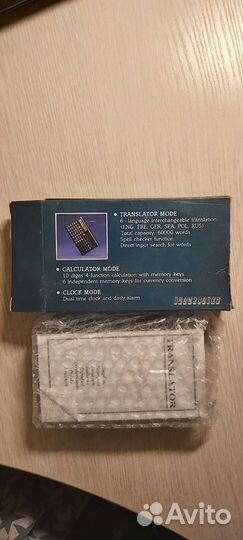 • TRANSLATOR MODE
6 - language interchangeable translation
(ENG, FRE, GER, SPA, POL, RUS)
Total capacity 60000 words
Spell checker function
Direct input search for words
• CALCULATOR MODE
10 digits 4-function calculation with memory keys
6 independent memory keys for currency conversion
• CLOCK MODE
Dual time clock and daily alarm
TRANSLATOR
Avito